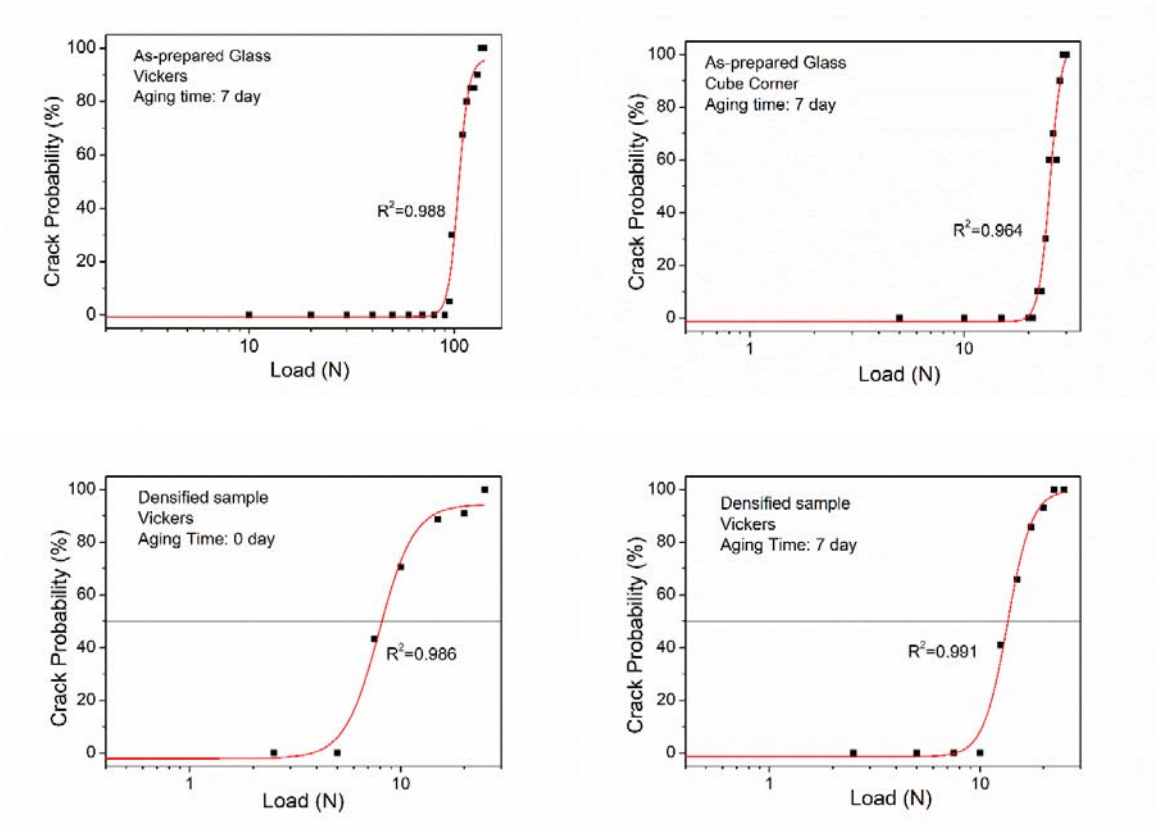 As-prepared Glass
Vickers
Aging time: 7 day
R²=0.988
Crack Probability (%)
100
80
60
40
20
0
10
100
Load (N)
As-prepared Glass
Cube Corner
Aging time: 7 day
R²=0.964
Crack Probability (%)
100
80
60
40
20
0
1
10
Load (N)
Densified sample
Vickers
Aging Time: 0 day
R²=0.986
Crack Probability (%)
100
80
60
40
20
0
1
10
Load (N)
Densified sample
Vickers
Aging Time: 7 day
R²=0.991
Crack Probability (%)
100
80
60
40
20
0
1
10
Load (N)